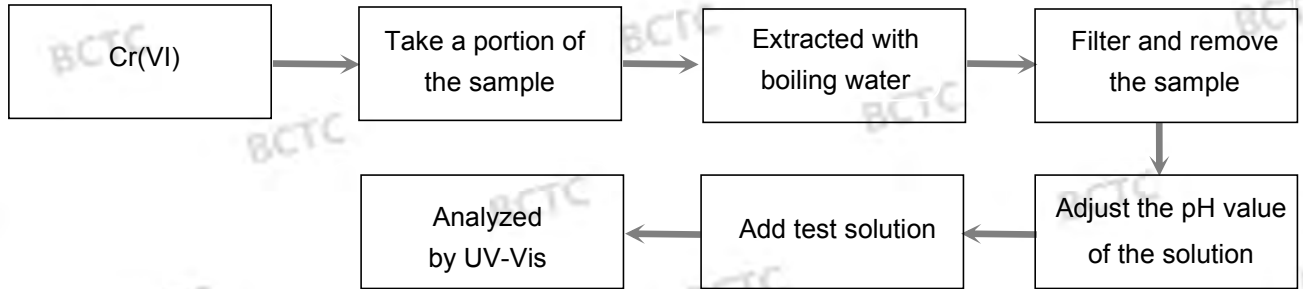 Cr(VI)
Take a portion of
the sample
Extracted with
boiling water
Filter and remove
the sample
Adjust the pH value
of the solution
Add test solution
Analyzed
by UV-Vis
BCTC
BCTC
BCTC
BCTC
BCTC
BCTC
BCTC